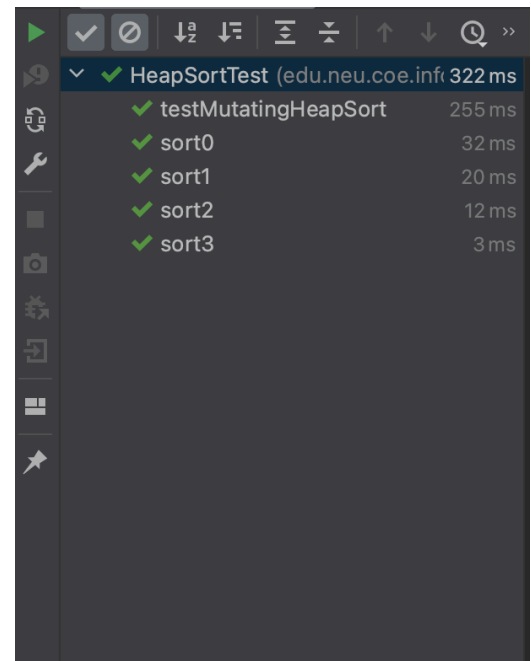 HeapSortTest (edu.neu.coe.info 322 ms
testMutatingHeapSort 255 ms
sort0 32 ms
sort1 20 ms
sort2 12 ms
sort3 3 ms